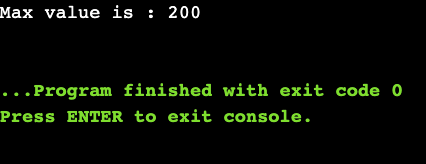 Max value is : 200
...Program finished with exit code 0
Press ENTER to exit console.